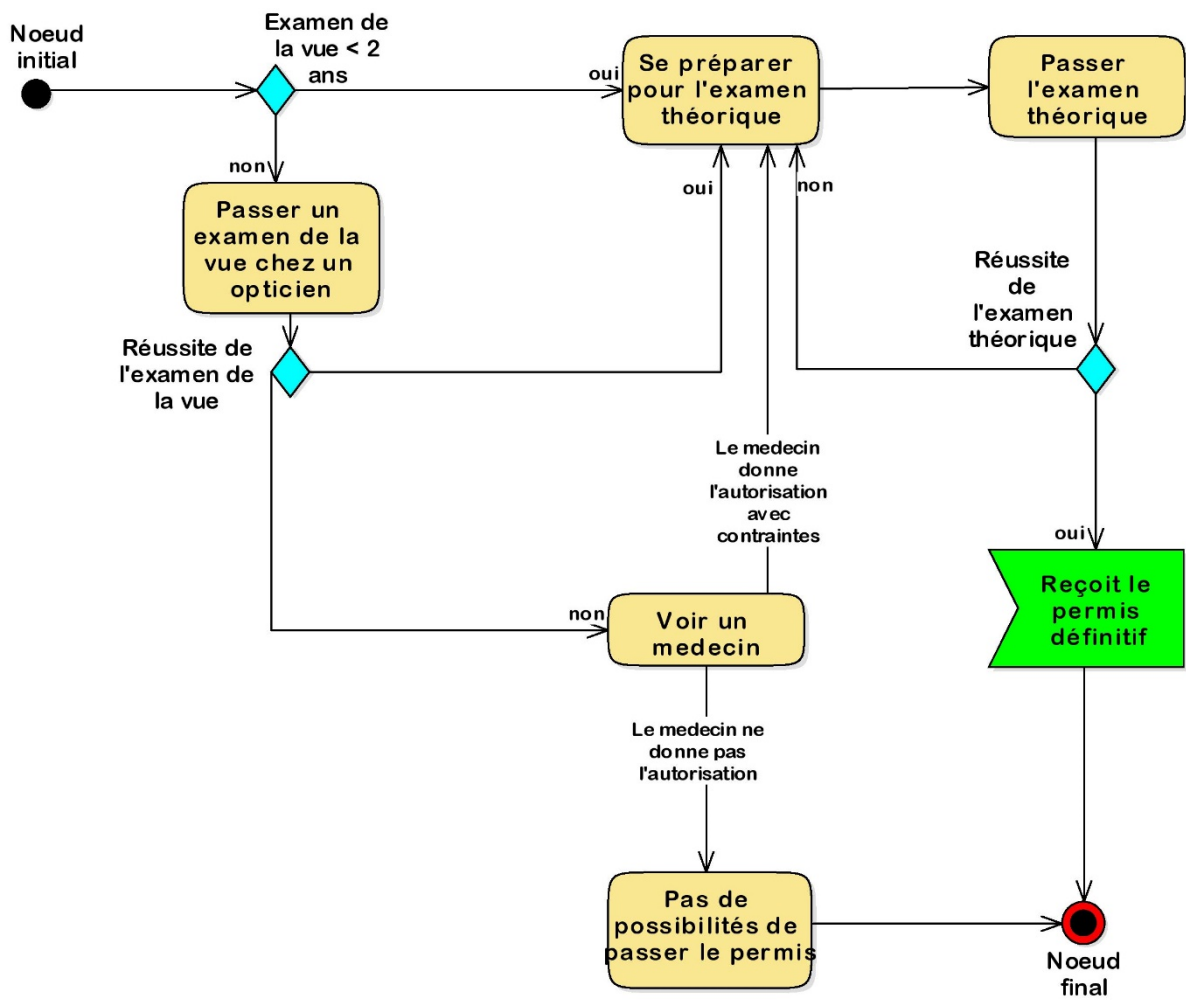 Noeud
initial
Examen de
la vue < 2
ans
oui
Se préparer
pour l'examen
théorique
Passer
l'examen
théorique
non
Passer un
examen de la
vue chez un
opticien
oui
non
Réussite
de
l'examen
théorique
Réussite de
l'examen de
la vue
Le medecin
donne
l'autorisation
avec
contraintes
oui
Reçoit le
permis
définitif
non
Voir un
medecin
Le medecin ne
donne pas
l'autorisation
Pas de
possibilités de
passer le permis
Noeud
final